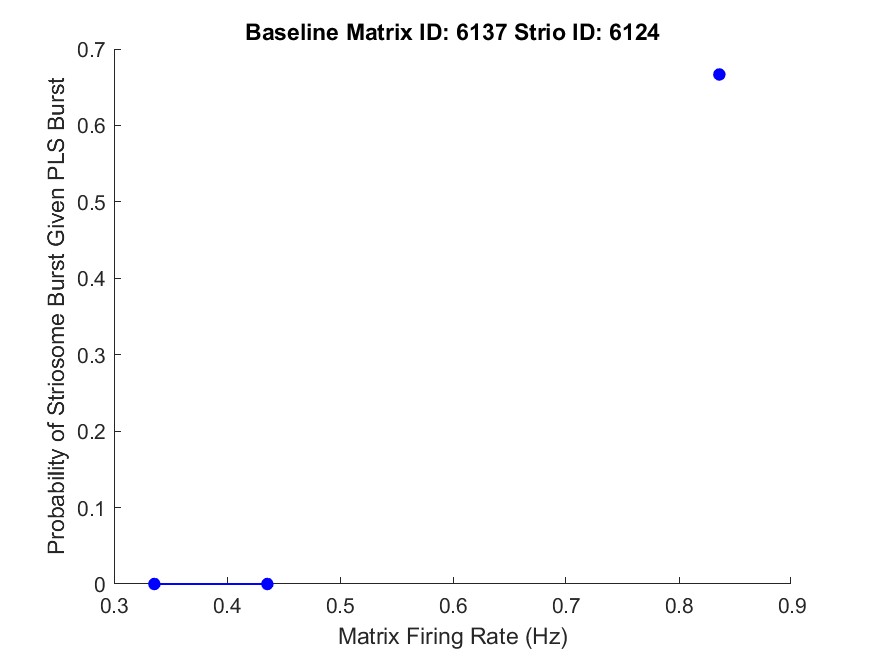 Baseline Matrix ID: 6137 Strio ID: 6124
Probability of Striosome Burst Given PLS Burst
0.7
0.6
0.5
0.4
0.3
0.2
0.1
0
0.3 0.4 0.5 0.6 0.7 0.8 0.9
Matrix Firing Rate (Hz)